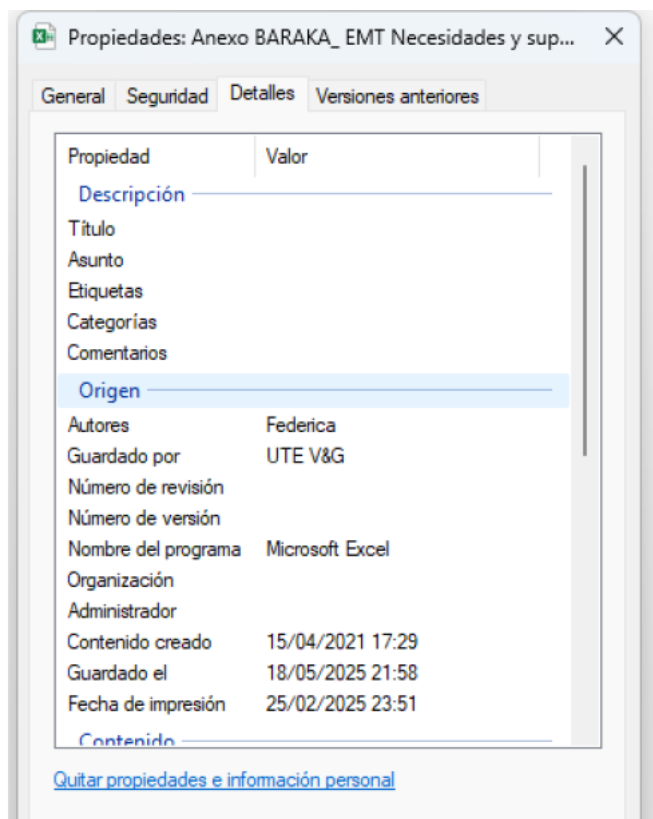 Propiedades: Anexo BARAKA_ EMT Necesidades y sup...
General Seguridad Detalles Versiones anteriores
Propiedad Valor
Descripción
Título
Asunto
Etiquetas
Categorías
Comentarios
Origen
Autores Federica
Guardado por UTE V&G
Número de revisión
Número de versión
Nombre del programa Microsoft Excel
Organización
Administrador
Contenido creado 15/04/2021 17:29
Guardado el 18/05/2025 21:58
Fecha de impresión 25/02/2025 23:51
Contenido
Quitar propiedades e información personal